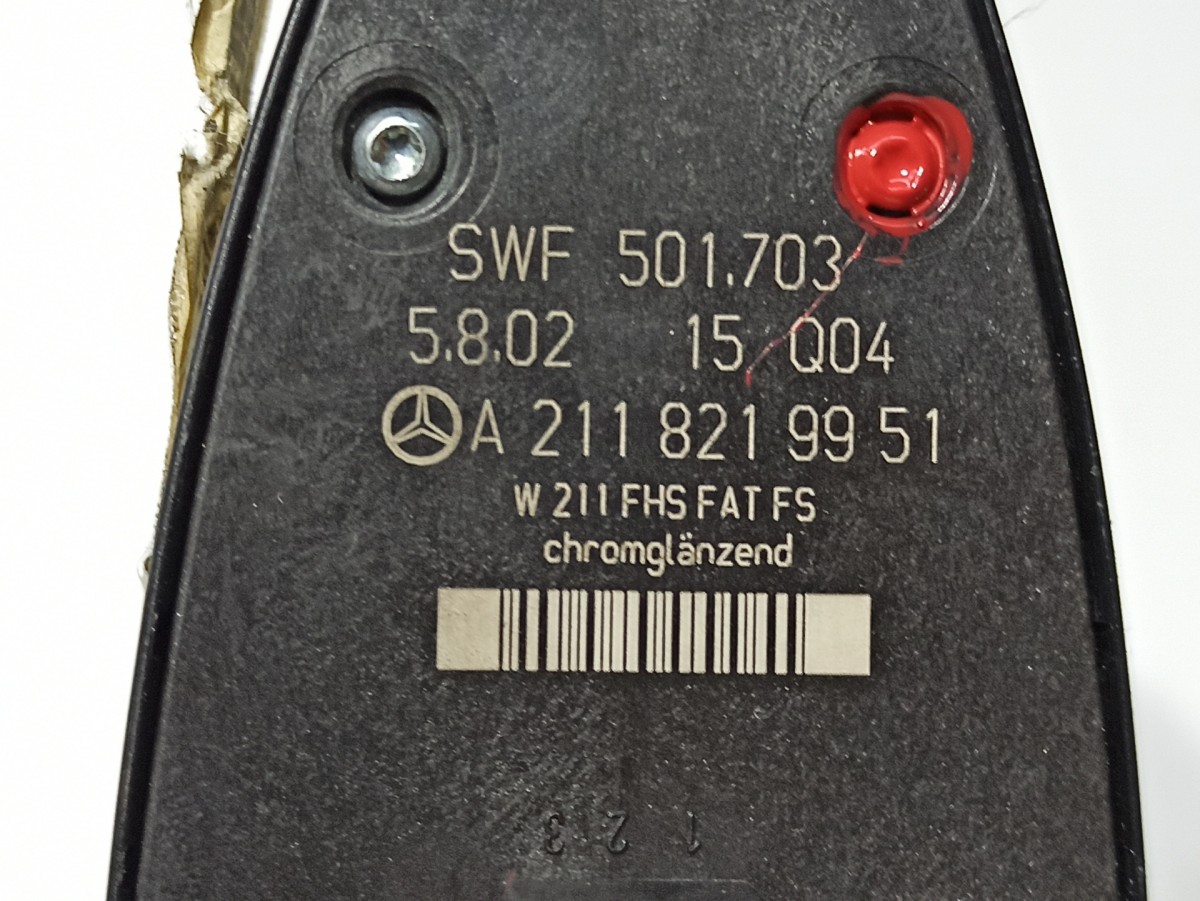 SWF 501.703
5.8.02 15 Q04
A 211 821 99 51
W 211 FHS FAT FS
chromglänzend
1 2 3